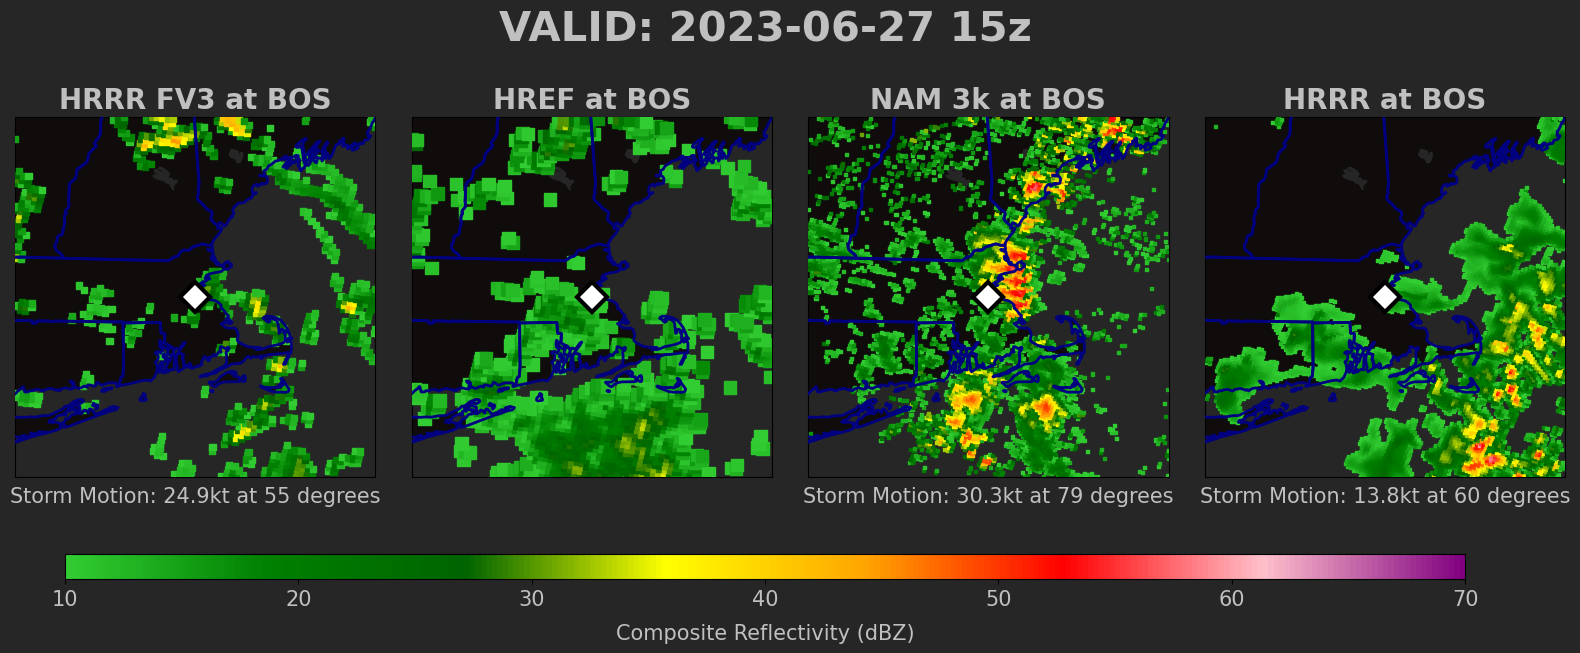 VALID: 2023-06-27 15z
HRRR FV3 at BOS
HREF at BOS
NAM 3k at BOS
HRRR at BOS
Storm Motion: 24.9kt at 55 degrees
Storm Motion: 30.3kt at 79 degrees
Storm Motion: 13.8kt at 60 degrees
10 20 30 40 50 60 70
Composite Reflectivity (dBZ)